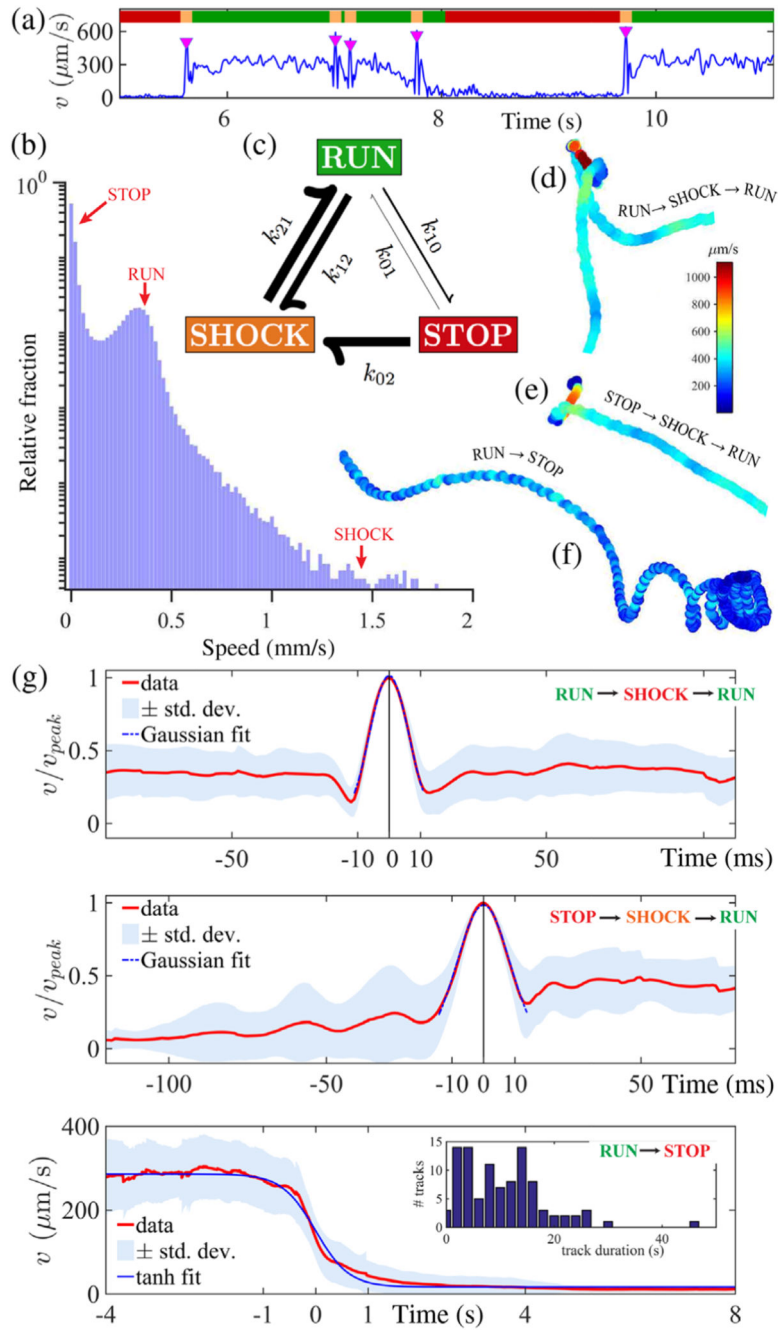 (a)
600
300
0
v (μm/s)
6
8
10
Time (s)
(b)
10⁰
STOP
RUN
SHOCK
Relative fraction
0
0.5
1
1.5
2
Speed (mm/s)
(c)
RUN
k₂₁
k₁₂
k₀₁
k₁₀
SHOCK
STOP
k₀₂
(d)
RUN→ SHOCK → RUN
μm/s
1000
800
600
400
200
(e)
STOP → SHOCK → RUN
RUN → STOP
(f)
(g)
1
0.5
0
v/v_peak
data
± std. dev.
Gaussian fit
RUN → SHOCK → RUN
-50
-10
0
10
50
Time (ms)
1
0.5
0
v/v_peak
data
± std. dev.
Gaussian fit
STOP → SHOCK → RUN
-100
-50
-10
0
10
50
Time (ms)
400
200
0
v (μm/s)
data
± std. dev.
tanh fit
15
10
5
0
# tracks
RUN → STOP
0
20
40
track duration (s)
-4
-1
0
1
Time (s)
4
8